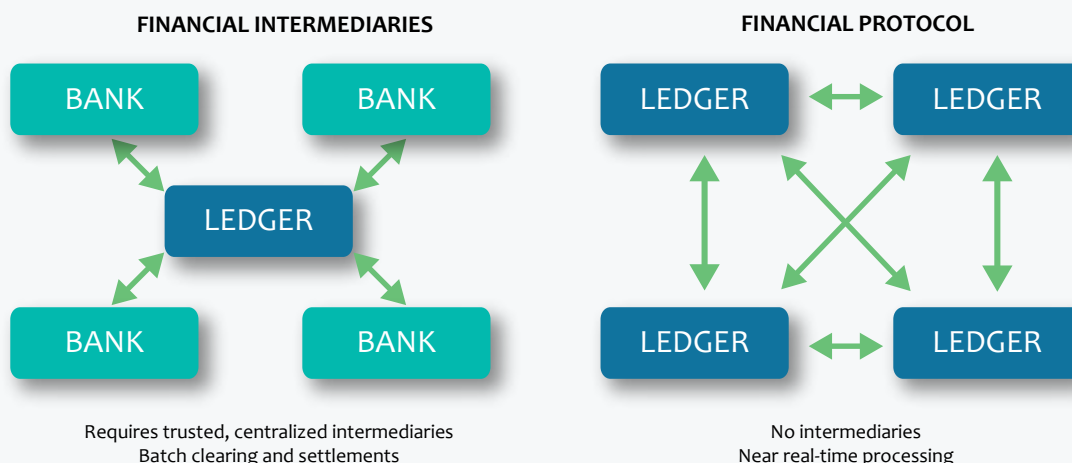 FINANCIAL INTERMEDIARIES
BANK
BANK
LEDGER
BANK
BANK
Requires trusted, centralized intermediaries
Batch clearing and settlements
FINANCIAL PROTOCOL
LEDGER
LEDGER
LEDGER
LEDGER
No intermediaries
Near real-time processing